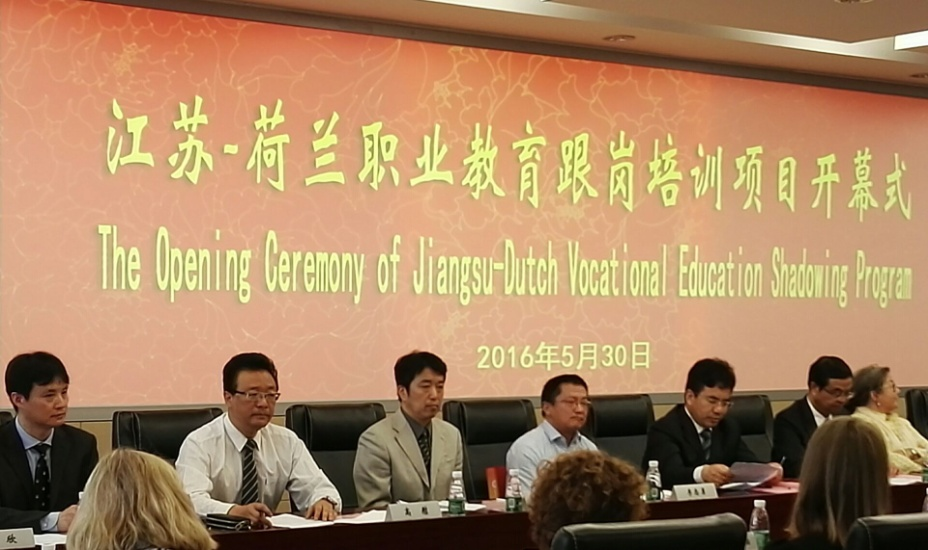 江苏-荷兰职业教育跟岗培训项目开幕式
The Opening Ceremony of Jiangsu-Dutch Vocational Education Shadowing Program
2016年5月30日
欣